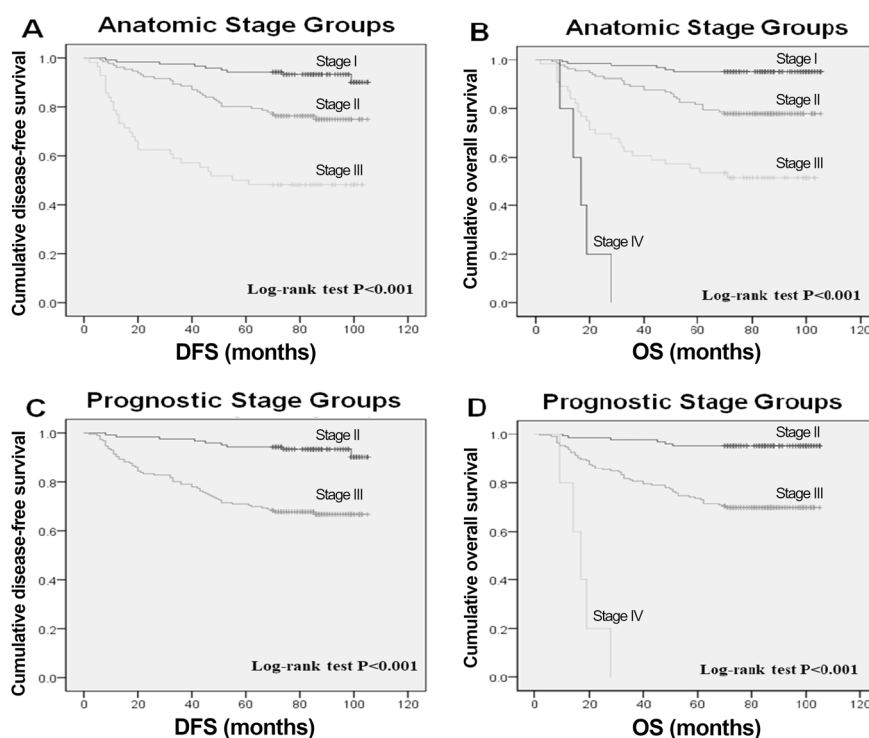 A
Anatomic Stage Groups
Cumulative disease-free survival
1.0
0.8
0.6
0.4
0.2
0.0
Stage I
Stage II
Stage III
Log-rank test P<0.001
0 20 40 60 80 100 120
DFS (months)
B
Anatomic Stage Groups
Cumulative overall survival
1.0
0.8
0.6
0.4
0.2
0.0
Stage I
Stage II
Stage III
Stage IV
Log-rank test P<0.001
0 20 40 60 80 100 120
OS (months)
C
Prognostic Stage Groups
Cumulative disease-free survival
1.0
0.8
0.6
0.4
0.2
0.0
Stage II
Stage III
Log-rank test P<0.001
0 20 40 60 80 100 120
DFS (months)
D
Prognostic Stage Groups
Cumulative overall survival
1.0
0.8
0.6
0.4
0.2
0.0
Stage II
Stage III
Stage IV
Log-rank test P<0.001
0 20 40 60 80 100 120
OS (months)